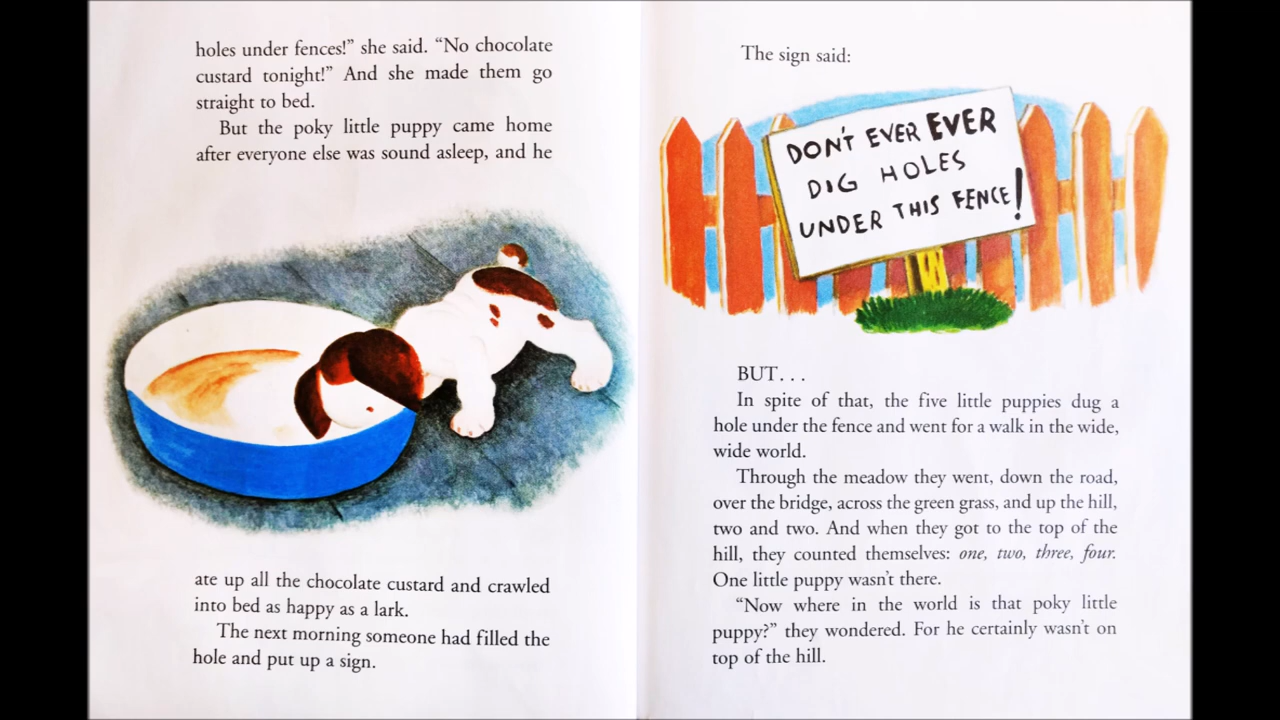 holes under fences!” she said. “No chocolate
custard tonight!” And she made them go
straight to bed.
But the poky little puppy came home
after everyone else was sound asleep, and he
ate up all the chocolate custard and crawled
into bed as happy as a lark.
The next morning someone had filled the
hole and put up a sign.
The sign said:
DON'T EVER EVER
DIG HOLES
UNDER THIS FENCE!
BUT...
In spite of that, the five little puppies dug a
hole under the fence and went for a walk in the wide,
wide world.
Through the meadow they went, down the road,
over the bridge, across the green grass, and up the hill,
two and two. And when they got to the top of the
hill, they counted themselves: one, two, three, four.
One little puppy wasn't there.
“Now where in the world is that poky little
puppy?” they wondered. For he certainly wasn't on
top of the hill.